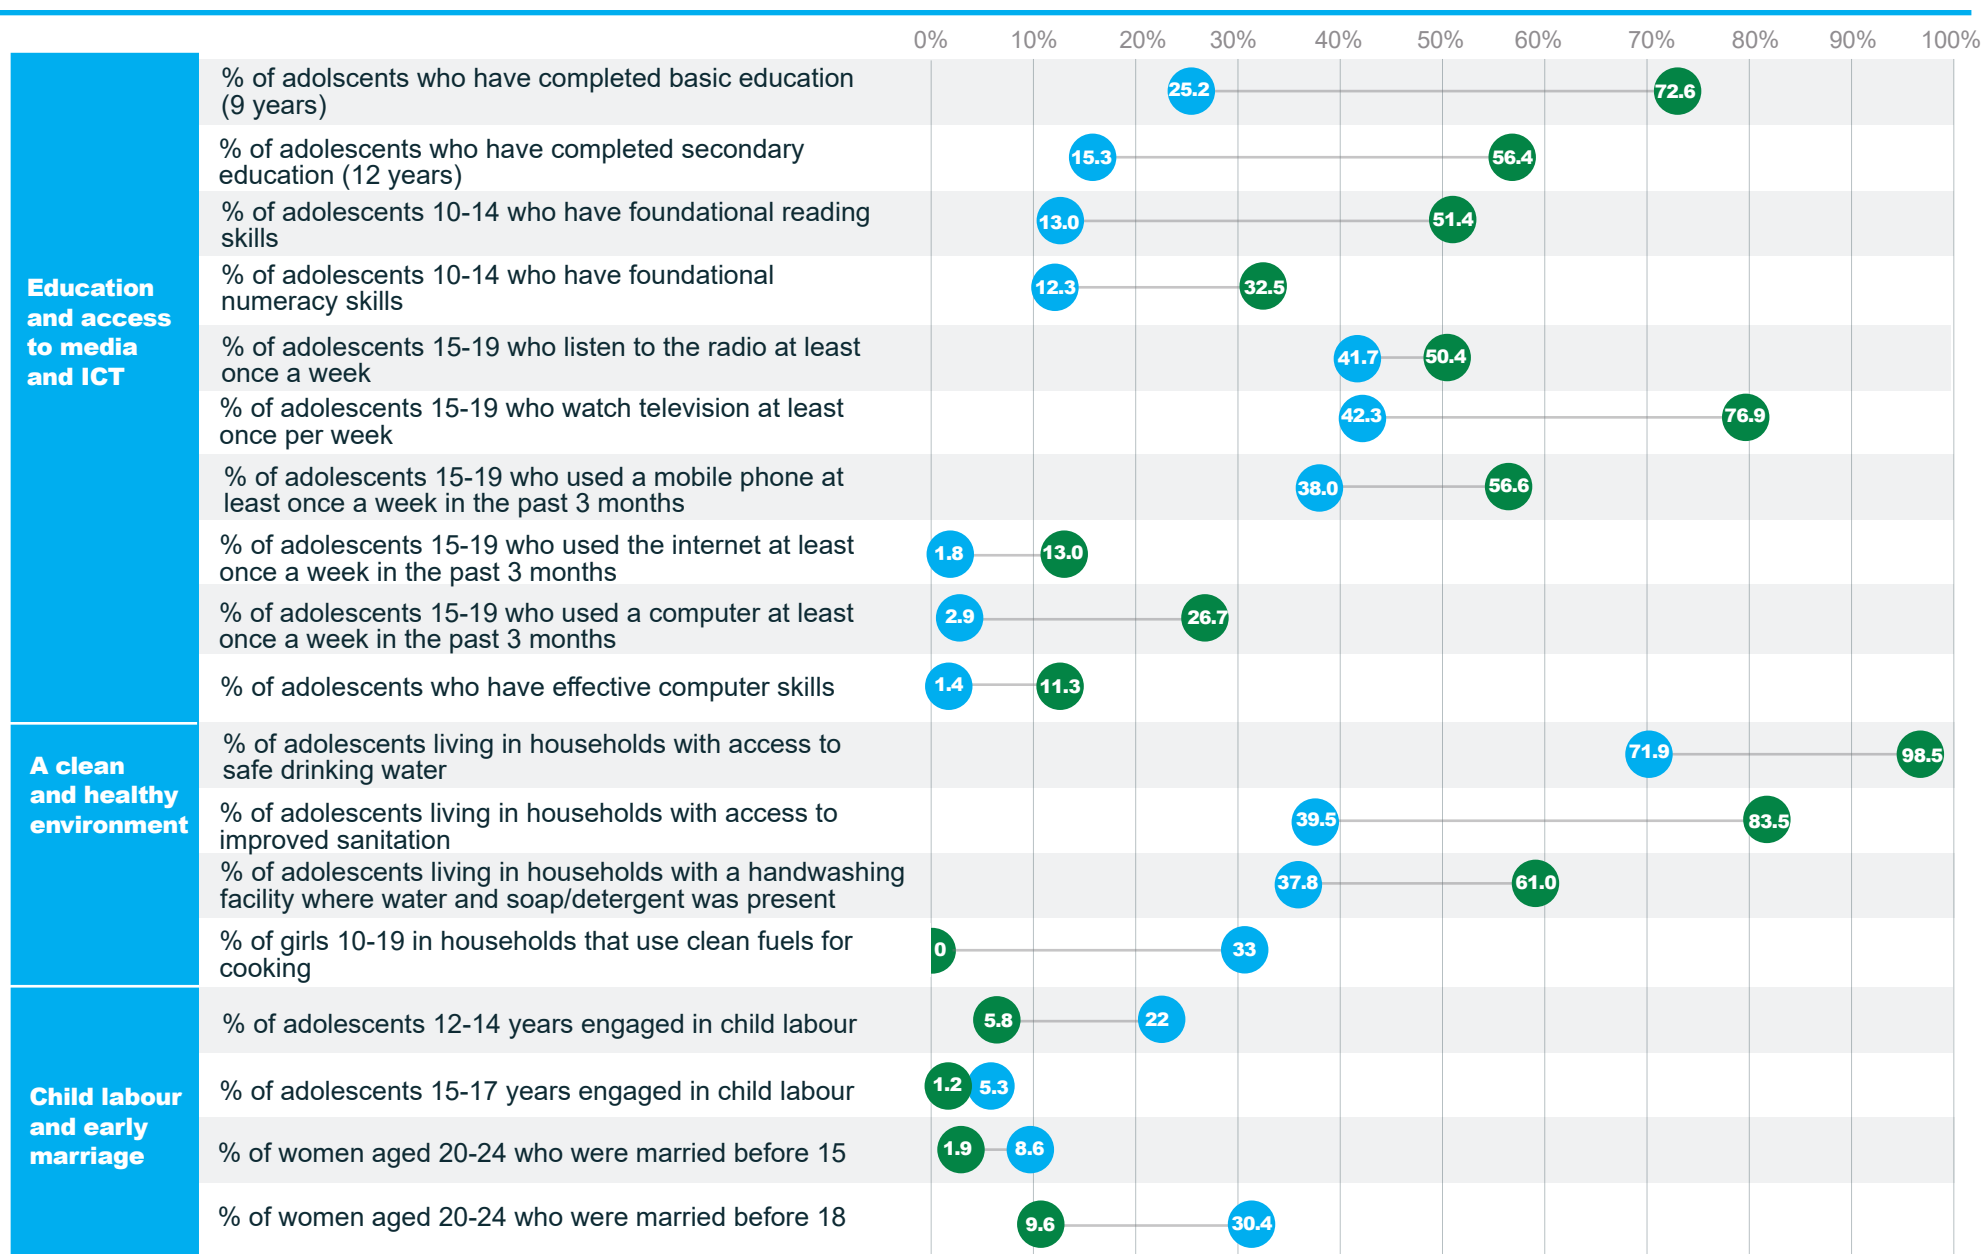 0% 10% 20% 30% 40% 50% 60% 70% 80% 90% 100%
Education
and access
to media
and ICT
% of adolscents who have completed basic education
(9 years)
25.2 72.6
% of adolescents who have completed secondary
education (12 years)
15.3 56.4
% of adolescents 10-14 who have foundational reading
skills
13.0 51.4
% of adolescents 10-14 who have foundational
numeracy skills
12.3 32.5
% of adolescents 15-19 who listen to the radio at least
once a week
41.7 50.4
% of adolescents 15-19 who watch television at least
once per week
42.3 76.9
% of adolescents 15-19 who used a mobile phone at
least once a week in the past 3 months
38.0 56.6
% of adolescents 15-19 who used the internet at least
once a week in the past 3 months
1.8 13.0
% of adolescents 15-19 who used a computer at least
once a week in the past 3 months
2.9 26.7
% of adolescents who have effective computer skills
1.4 11.3
A clean
and healthy
environment
% of adolescents living in households with access to
safe drinking water
71.9 98.5
% of adolescents living in households with access to
improved sanitation
39.5 83.5
% of adolescents living in households with a handwashing
facility where water and soap/detergent was present
37.8 61.0
% of girls 10-19 in households that use clean fuels for
cooking
0 33
Child labour
and early
marriage
% of adolescents 12-14 years engaged in child labour
5.8 22
% of adolescents 15-17 years engaged in child labour
1.2 5.3
% of women aged 20-24 who were married before 15
1.9 8.6
% of women aged 20-24 who were married before 18
9.6 30.4